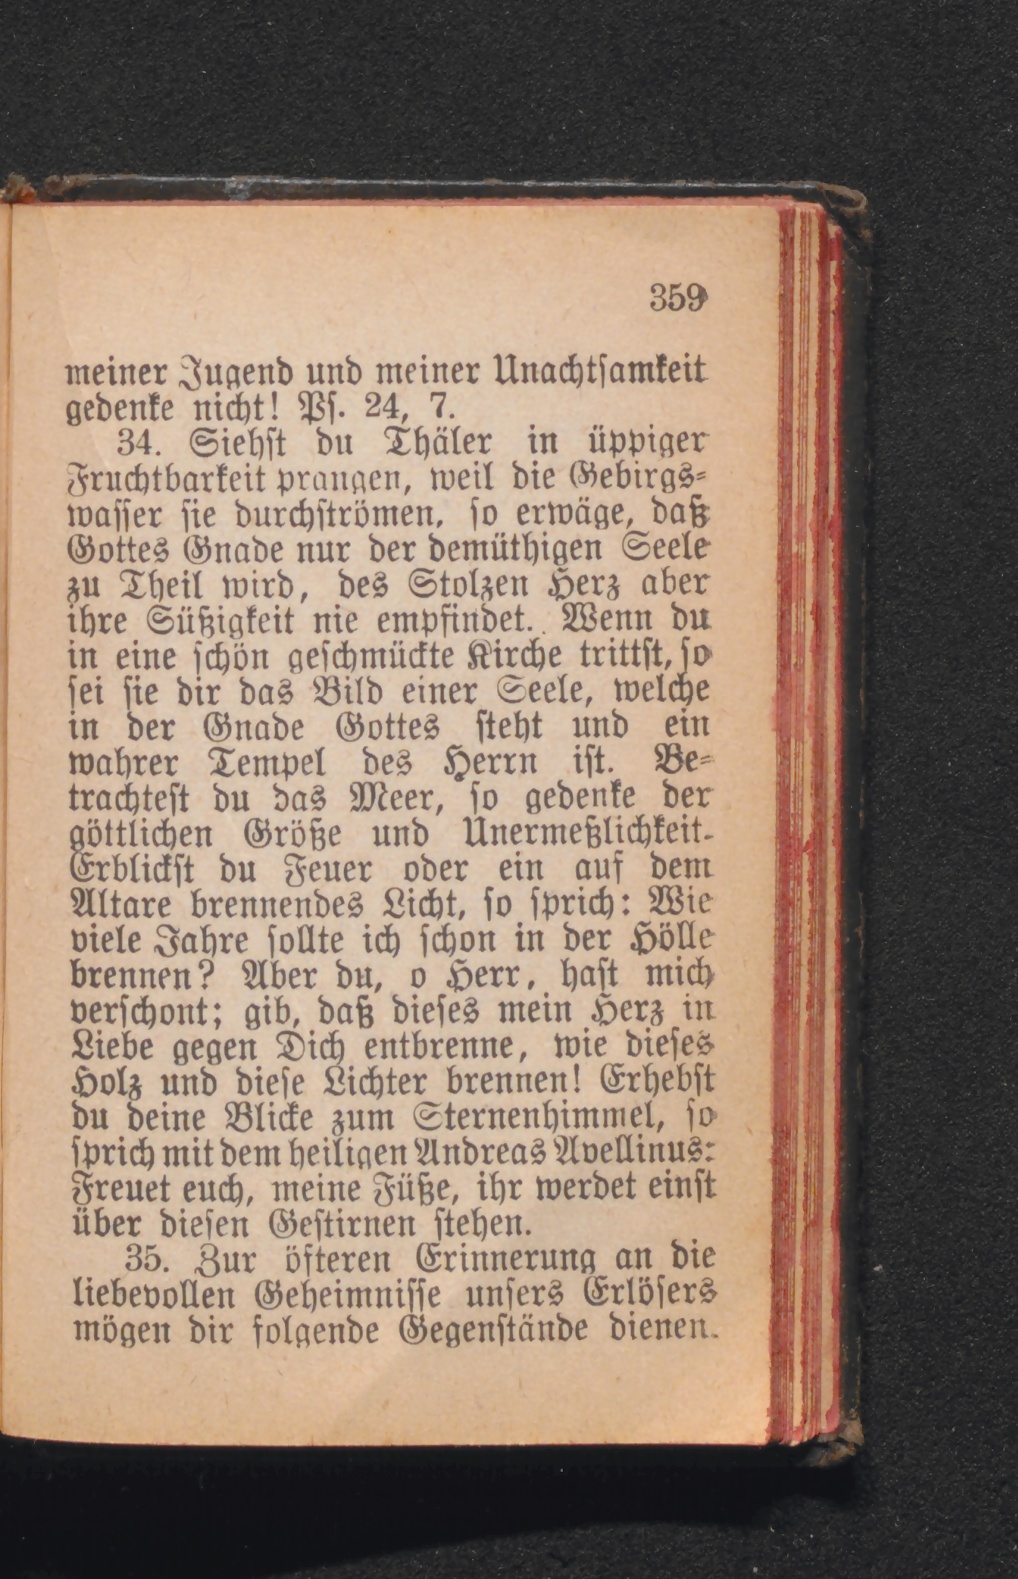 359
meiner Jugend und meiner Unachtsamkeit
gedenke nicht! Ps. 24, 7.
34. Siehst du Thäler in üppiger
Fruchtbarkeit prangen, weil die Gebirgs-
wasser sie durchströmen, so erwäge, daß
Gottes Gnade nur der demüthigen Seele
zu Theil wird, des Stolzen Herz aber
ihre Süßigkeit nie empfindet. Wenn du
in eine schön geschmückte Kirche trittst, so
sei sie dir das Bild einer Seele, welche
in der Gnade Gottes steht und ein
wahrer Tempel des Herrn ist. Be-
trachtest du das Meer, so gedenke der
göttlichen Größe und Unermeßlichkeit.
Erblickst du Feuer oder ein auf dem
Altare brennendes Licht, so sprich: Wie
viele Jahre sollte ich schon in der Hölle
brennen? Aber du, o Herr, hast mich
verschont; gib, daß dieses mein Herz in
Liebe gegen Dich entbrenne, wie dieses
Holz und diese Lichter brennen! Erhebst
du deine Blicke zum Sternenhimmel, so
sprich mit dem heiligen Andreas Avellinus:
Freuet euch, meine Füße, ihr werdet einst
über diesen Gestirnen stehen.
35. Zur öfteren Erinnerung an die
liebevollen Geheimnisse unsers Erlösers
mögen dir folgende Gegenstände dienen.